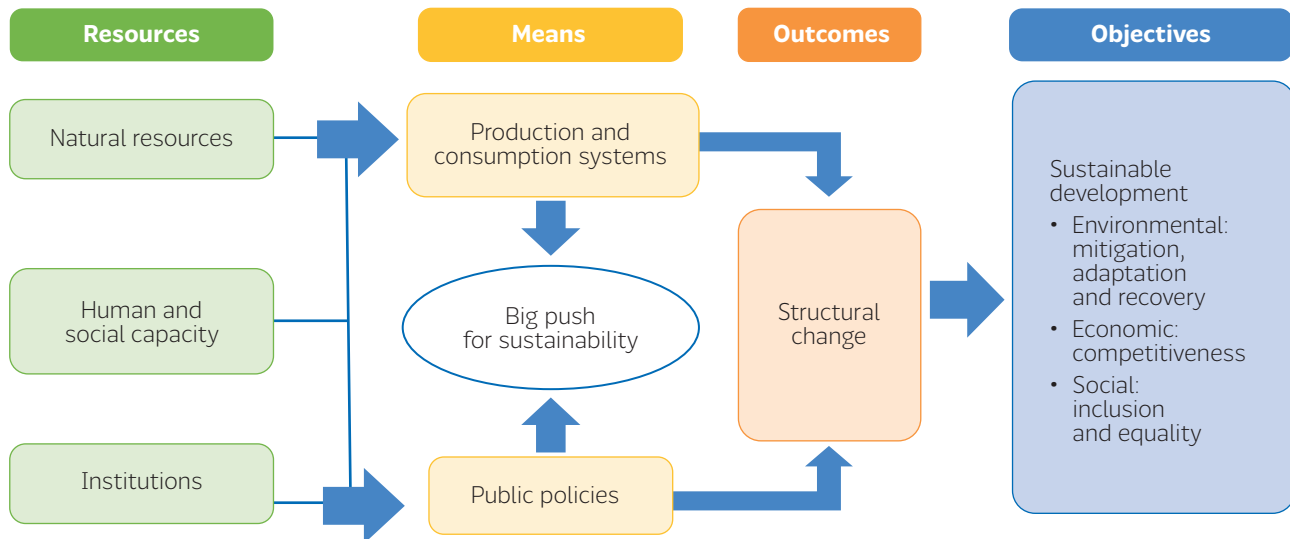 Resources
Means
Outcomes
Objectives
Natural resources
Human and
social capacity
Institutions
Production and
consumption systems
Big push
for sustainability
Public policies
Structural
change
Sustainable
development
• Environmental:
mitigation,
adaptation
and recovery
• Economic:
competitiveness
• Social:
inclusion
and equality